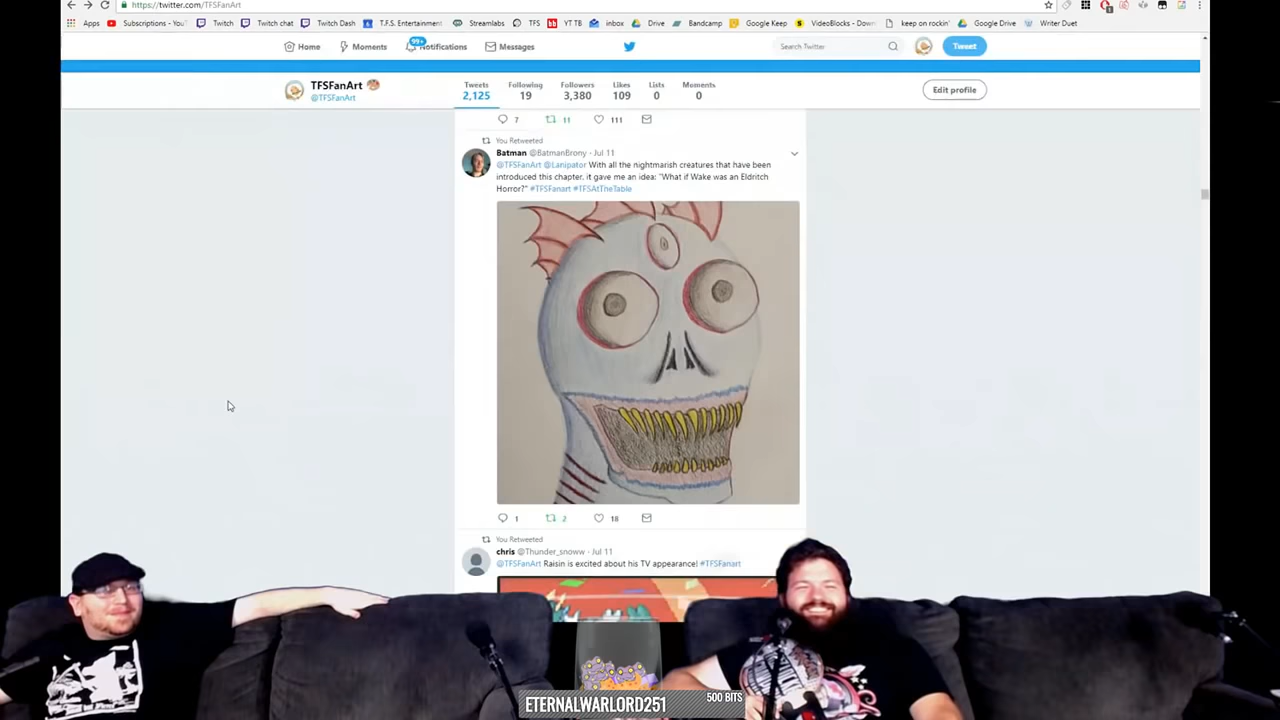 https://twitter.com/TFSFanArt
Apps Subscriptions - You Twitch Twitch chat Twitch Dash T.F.S. Entertainment Streamlabs TFS YT TB inbox Drive Bandcamp Google Keep VideoBlocks keep on rockin' Google Drive Writer Duet
Home Moments 99+ Notifications Messages Search Twitter Tweet
TFSFanArt
@TFSFanArt
Tweets Following Followers Likes Lists Moments
2,125 19 3,380 109 0 0
Edit profile
7 11 111
You Retweeted
Batman @BatmanBrony · Jul 11
@TFSFanArt @Lanipator With all the nightmarish creatures that have been
introduced this chapter, it gave me an idea: "What if Wake was an Eldritch
Horror?" #TFSFanart #TFSAtTheTable
1 2 18
You Retweeted
chris @Thunder_snoww · Jul 11
@TFSFanArt Raisin is excited about his TV appearance! #TFSFanart
ETERNALWARLORD251 500 BITS